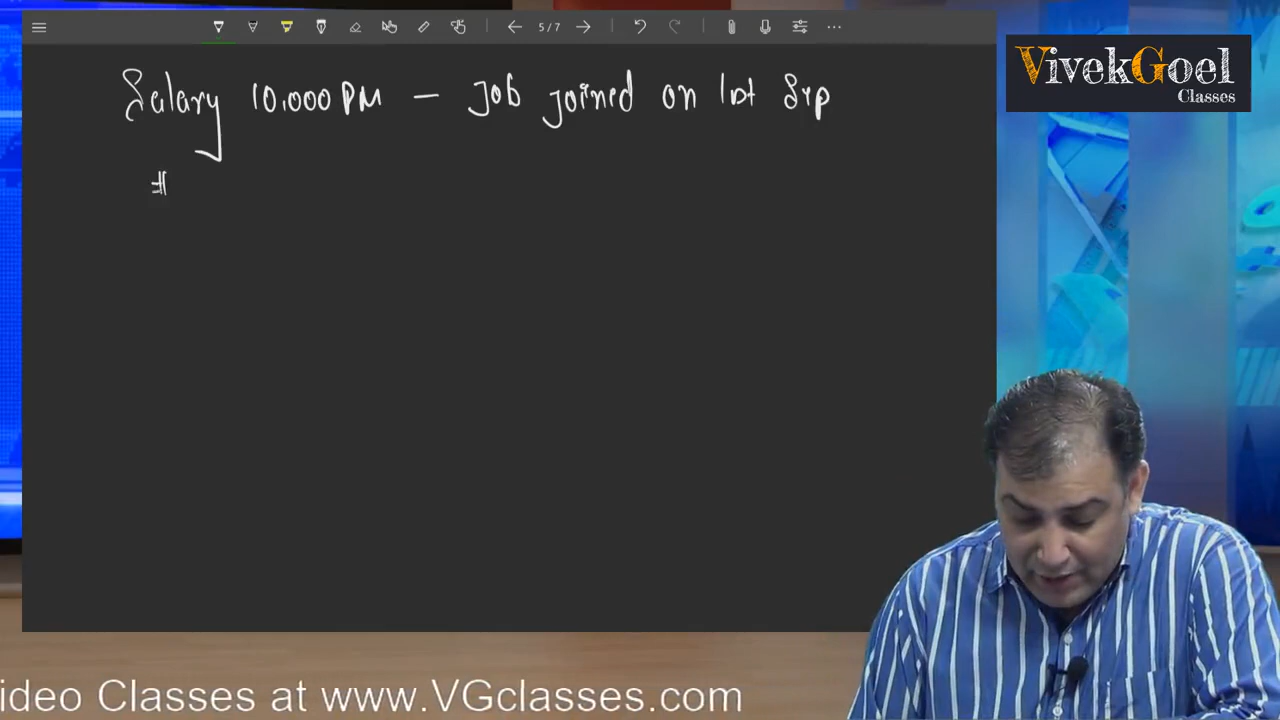 5/7
VivekGoel
Classes
Salary 10,000 PM - Job joined on 1st Sep
#
ideo Classes at www.VGclasses.com